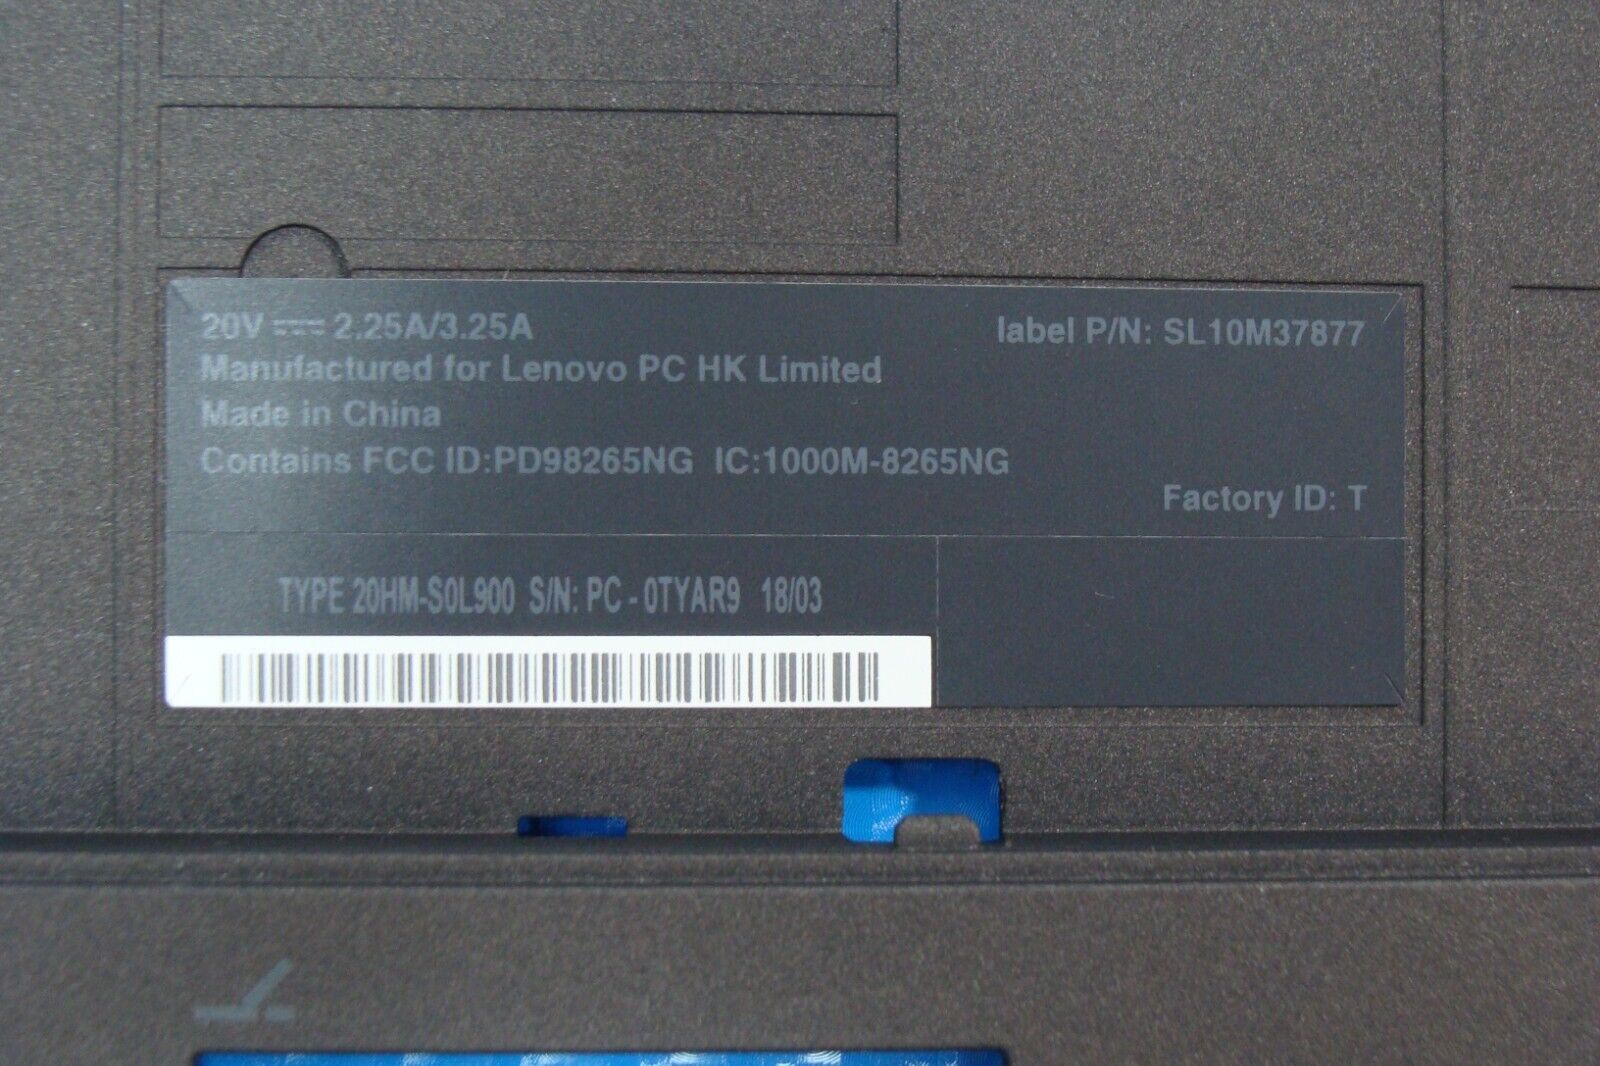 20V ⎓ 2.25A/3.25A
label P/N: SL10M37877
Manufactured for Lenovo PC HK Limited
Made in China
Contains FCC ID:PD98265NG IC:1000M-8265NG
Factory ID: T
TYPE 20HM-S0L900 S/N: PC - 0TYAR9 18/03